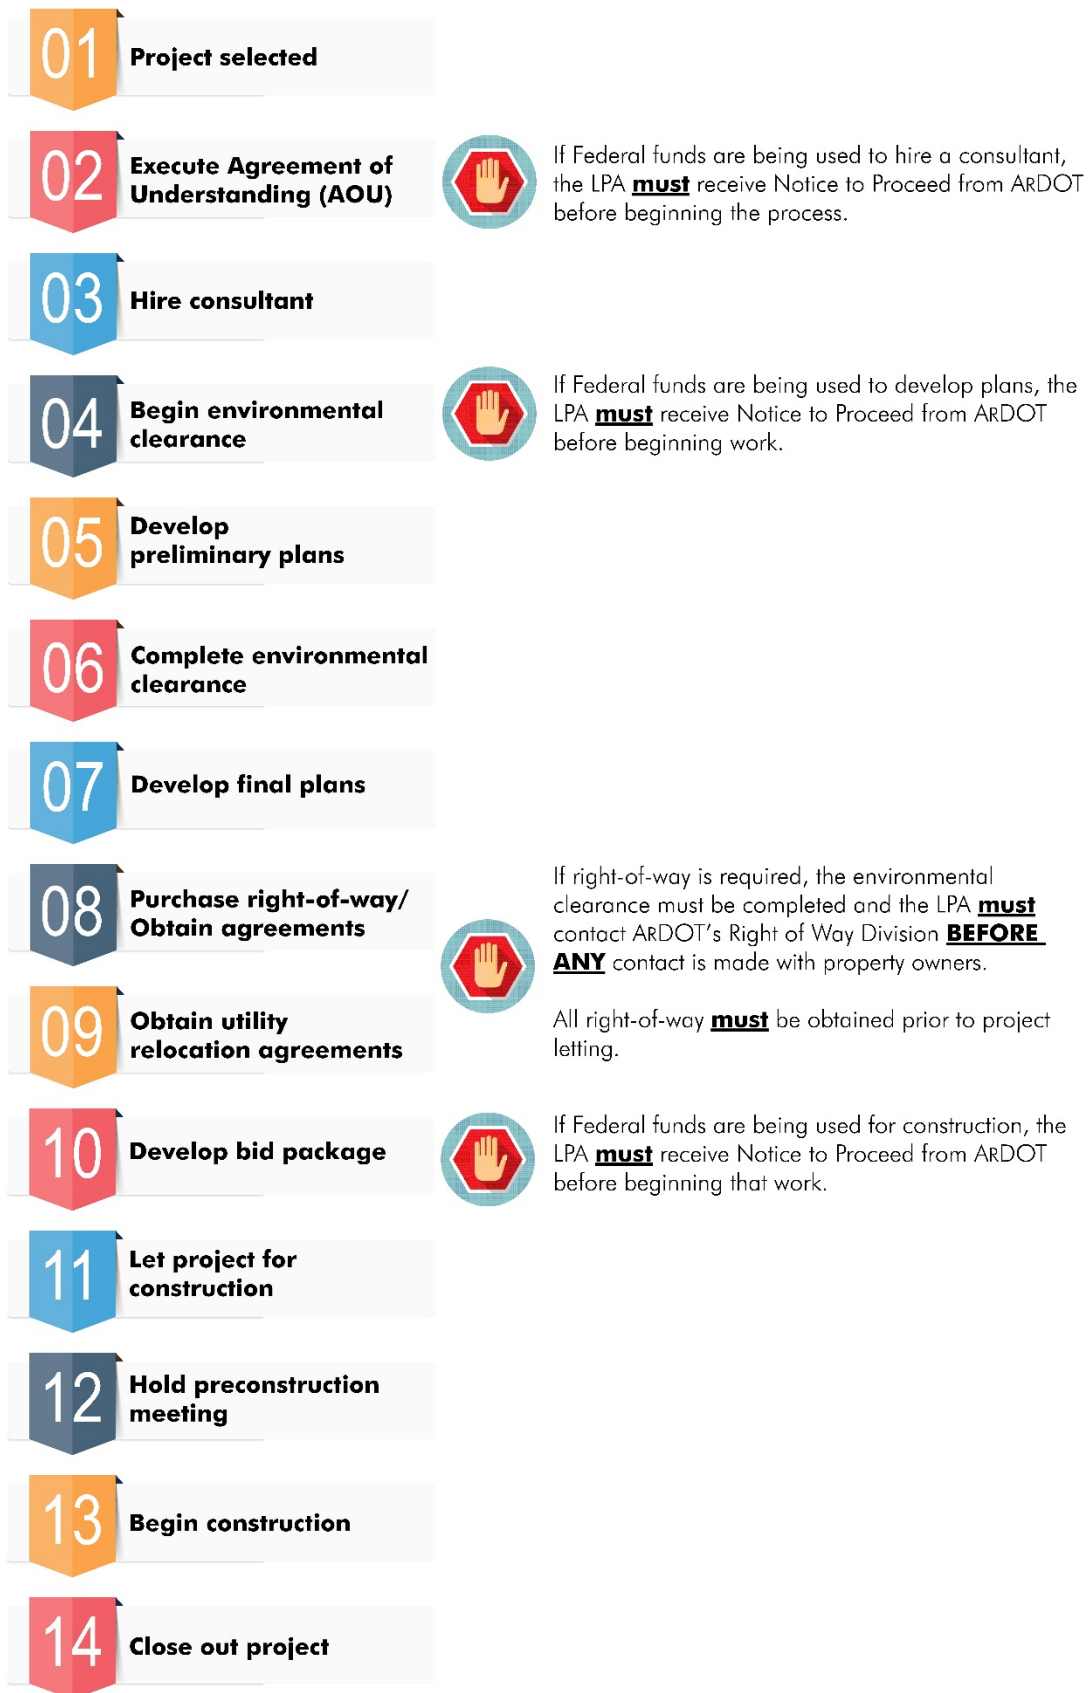 01
Project selected
02
Execute Agreement of
Understanding (AOU)
If Federal funds are being used to hire a consultant,
the LPA must receive Notice to Proceed from ARDOT
before beginning the process.
03
Hire consultant
04
Begin environmental
clearance
If Federal funds are being used to develop plans, the
LPA must receive Notice to Proceed from ARDOT
before beginning work.
05
Develop
preliminary plans
06
Complete environmental
clearance
07
Develop final plans
08
Purchase right-of-way/
Obtain agreements
If right-of-way is required, the environmental
clearance must be completed and the LPA must
contact ARDOT's Right of Way Division BEFORE
ANY contact is made with property owners.
09
Obtain utility
relocation agreements
All right-of-way must be obtained prior to project
letting.
10
Develop bid package
If Federal funds are being used for construction, the
LPA must receive Notice to Proceed from ARDOT
before beginning that work.
11
Let project for
construction
12
Hold preconstruction
meeting
13
Begin construction
14
Close out project